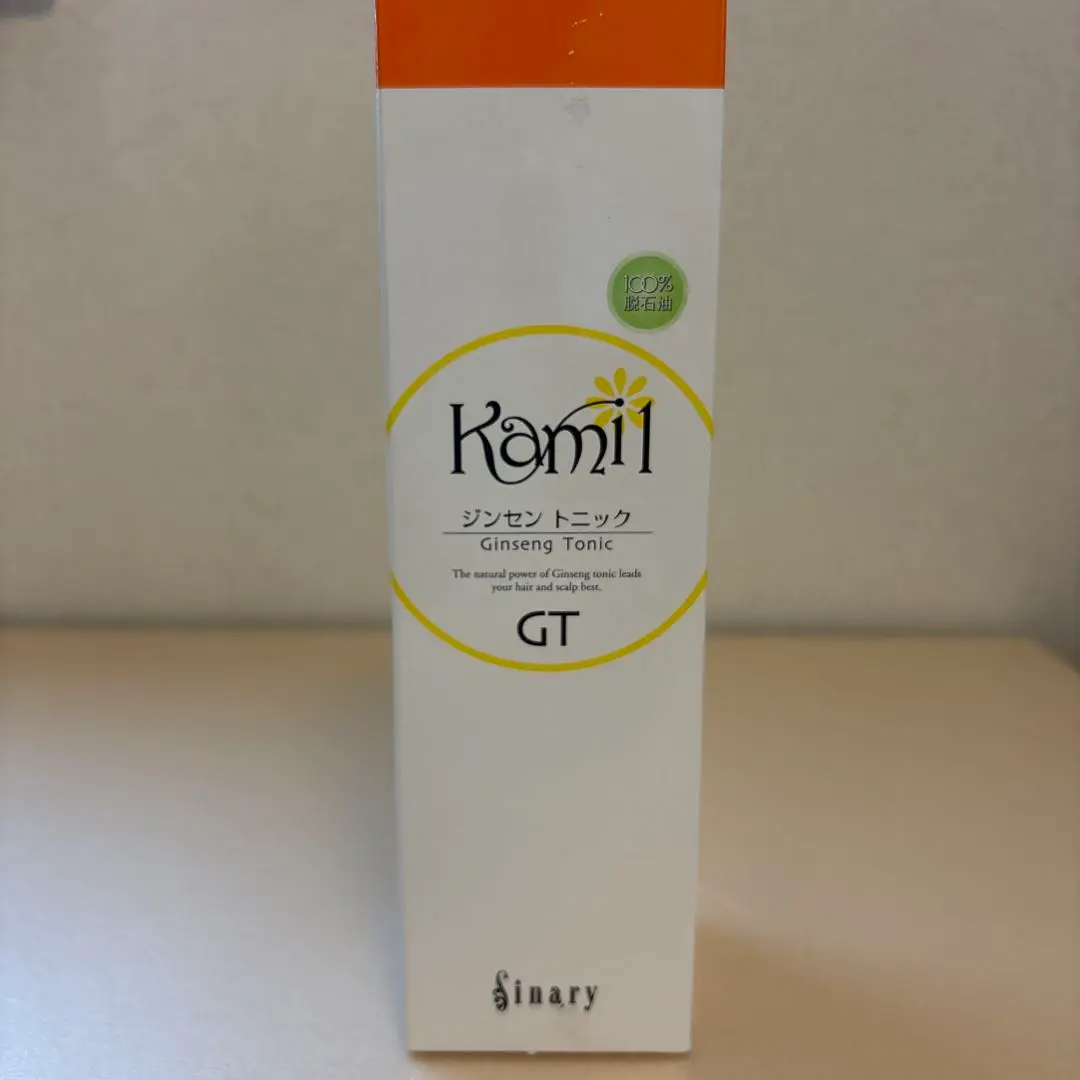 100%
脱石油
Kamil
ジンセン トニック
Ginseng Tonic
The natural power of Ginseng tonic leads
your hair and scalp best.
GT
Sinary